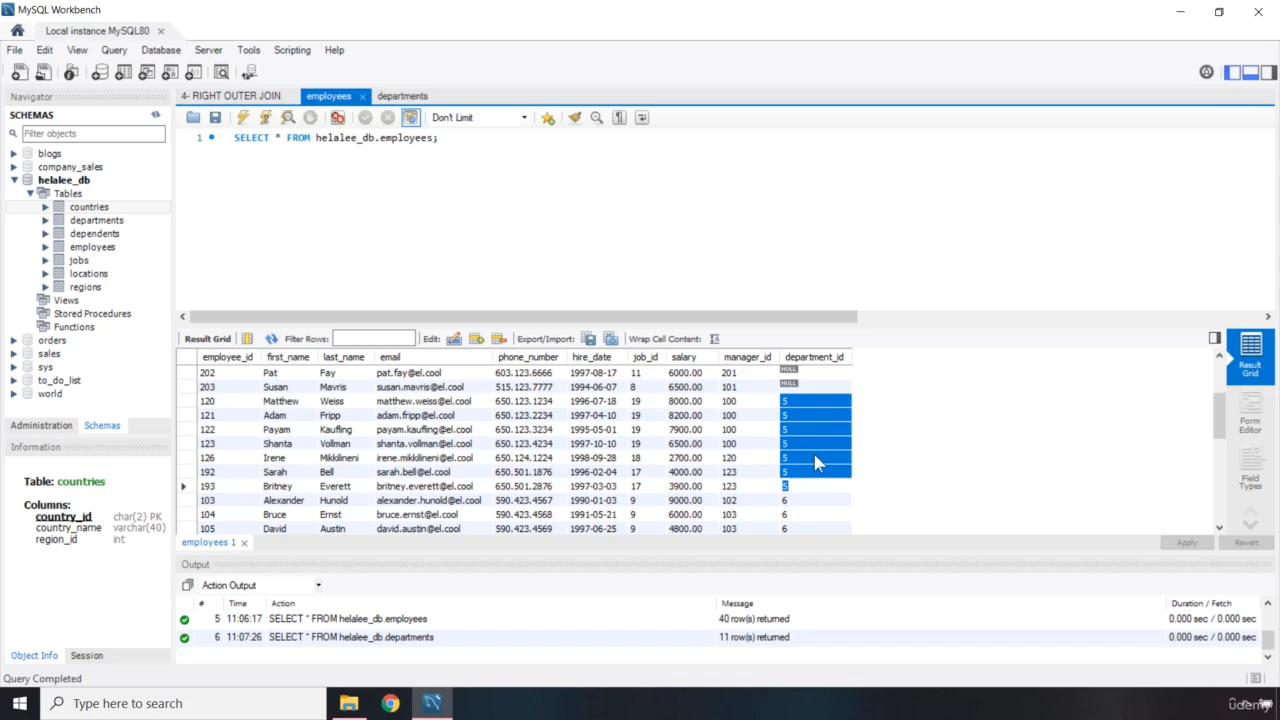 MySQL Workbench
Local instance MySQL80
File Edit View Query Database Server Tools Scripting Help
Navigator
SCHEMAS
Filter objects
blogs
company_sales
helalee_db
Tables
countries
departments
dependents
employees
jobs
locations
regions
Views
Stored Procedures
Functions
orders
sales
sys
to_do_list
world
Administration Schemas
Information
Table: countries
Columns:
country_id char(2) PK
country_name varchar(40)
region_id int
Object Info Session
Query Completed
4- RIGHT OUTER JOIN employees departments
Don't Limit
1 SELECT * FROM helalee_db.employees;
Result Grid Filter Rows: Edit: Export/Import: Wrap Cell Content:
employee_id first_name last_name email phone_number hire_date job_id salary manager_id department_id
202 Pat Fay pat.fay@el.cool 603.123.6666 1997-08-17 11 6000.00 201 NULL
203 Susan Mavris susan.mavris@el.cool 515.123.7777 1994-06-07 8 6500.00 101 NULL
120 Matthew Weiss matthew.weiss@el.cool 650.123.1234 1996-07-18 19 8000.00 100 5
121 Adam Fripp adam.fripp@el.cool 650.123.2234 1997-04-10 19 8200.00 100 5
122 Payam Kaufling payam.kaufling@el.cool 650.123.3234 1995-05-01 19 7900.00 100 5
123 Shanta Vollman shanta.vollman@el.cool 650.123.4234 1997-10-10 19 6500.00 100 5
126 Irene Mikkilineni irene.mikkilineni@el.cool 650.124.1224 1998-09-28 18 2700.00 120 5
192 Sarah Bell sarah.bell@el.cool 650.501.1876 1996-02-04 17 4000.00 123 5
193 Britney Everett britney.everett@el.cool 650.501.2876 1997-03-03 17 3900.00 123 5
103 Alexander Hunold alexander.hunold@el.cool 590.423.4567 1990-01-03 9 9000.00 102 6
104 Bruce Ernst bruce.ernst@el.cool 590.423.4568 1991-05-21 9 6000.00 103 6
105 David Austin david.austin@el.cool 590.423.4569 1997-06-25 9 4800.00 103 6
Result Grid
Form Editor
Field Types
employees 1 Apply Revert
Output
Action Output
# Time Action Message Duration / Fetch
5 11:06:17 SELECT * FROM helalee_db.employees 40 row(s) returned 0.000 sec / 0.000 sec
6 11:07:26 SELECT * FROM helalee_db.departments 11 row(s) returned 0.000 sec / 0.000 sec
Type here to search
udemy